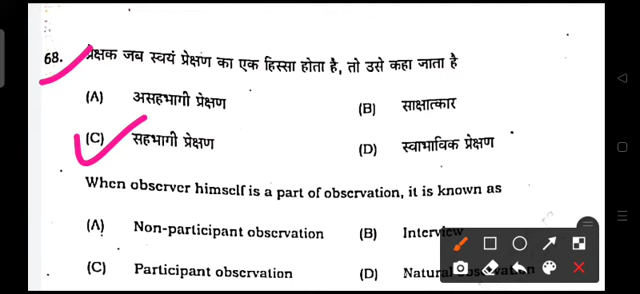 68. प्रेक्षक जब स्वयं प्रेक्षण का एक हिस्सा होता है, तो उसे कहा जाता है
(A) असहभागी प्रेक्षण (B) साक्षात्कार
(C) सहभागी प्रेक्षण (D) स्वाभाविक प्रेक्षण
When observer himself is a part of observation, it is known as
(A) Non-participant observation (B) Interview
(C) Participant observation (D) Natural observation